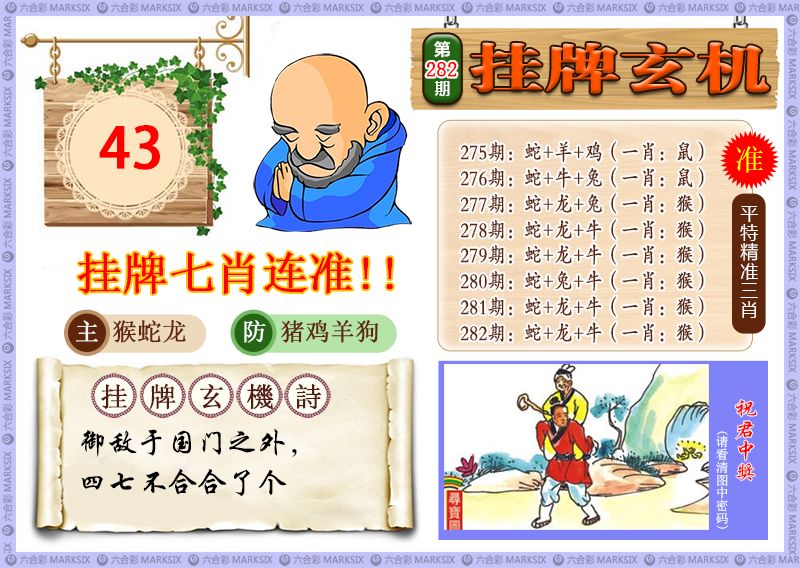 六合彩 MARKSIX
43
挂牌七肖连准!!
主 猴蛇龙
防 猪鸡羊狗
挂牌玄機詩
御敌于国门之外，
四七不合合了个
第282期
挂牌玄机
275期：蛇+羊+鸡（一肖：鼠）
276期：蛇+牛+兔（一肖：鼠）
277期：蛇+龙+兔（一肖：猴）
278期：蛇+龙+牛（一肖：猴）
279期：蛇+龙+牛（一肖：猴）
280期：蛇+兔+牛（一肖：猴）
281期：蛇+龙+牛（一肖：猴）
282期：蛇+龙+牛（一肖：猴）
准
平特精准三肖
尋寶圖
祝君中獎
(请看清图中密码)